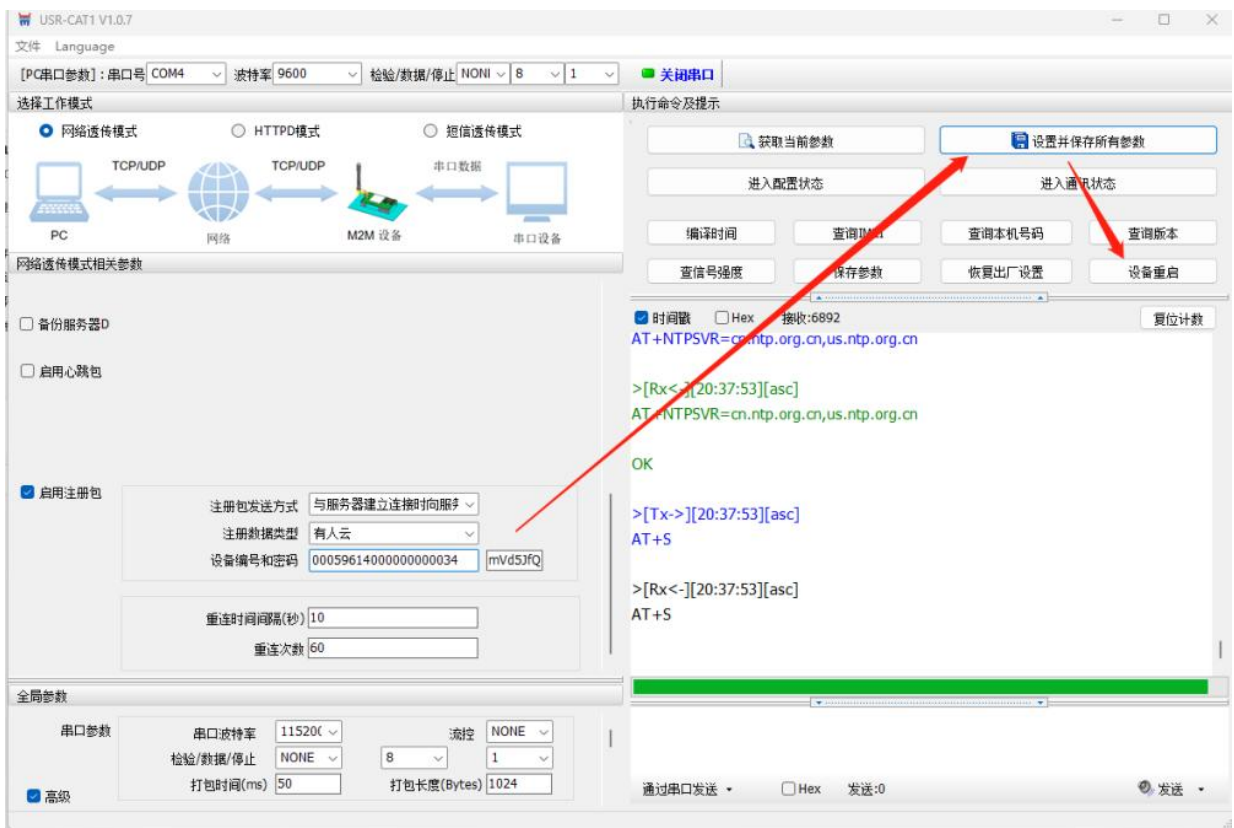 USR-CAT1 V1.0.7
文件 Language
[PC串口参数]：串口号 COM4 波特率 9600 检验/数据/停止 NONI 8 1 关闭串口
选择工作模式
网络透传模式 HTTPD模式 短信透传模式
TCP/UDP TCP/UDP 串口数据
PC 网络 M2M 设备 串口设备
网络透传模式相关参数
备份服务器D
启用心跳包
启用注册包
注册包发送方式 与服务器建立连接时向服务
注册数据类型 有人云
设备编号和密码 00059614000000000034 mVd5JfQ
重连时间间隔(秒) 10
重连次数 60
全局参数
串口参数 串口波特率 11520( 流控 NONE
检验/数据/停止 NONE 8 1
打包时间(ms) 50 打包长度(Bytes) 1024
高级
执行命令及提示
获取当前参数 设置并保存所有参数
进入配置状态 进入通讯状态
编译时间 查询 查询本机号码 查询版本
查信号强度 保存参数 恢复出厂设置 设备重启
时间戳 Hex 接收:6892 复位计数
AT+NTPSVR=cn.ntp.org.cn,us.ntp.org.cn
>[Rx<-][20:37:53][asc]
AT+NTPSVR=cn.ntp.org.cn,us.ntp.org.cn
OK
>[Tx->][20:37:53][asc]
AT+S
>[Rx<-][20:37:53][asc]
AT+S
通过串口发送 Hex 发送:0 发送